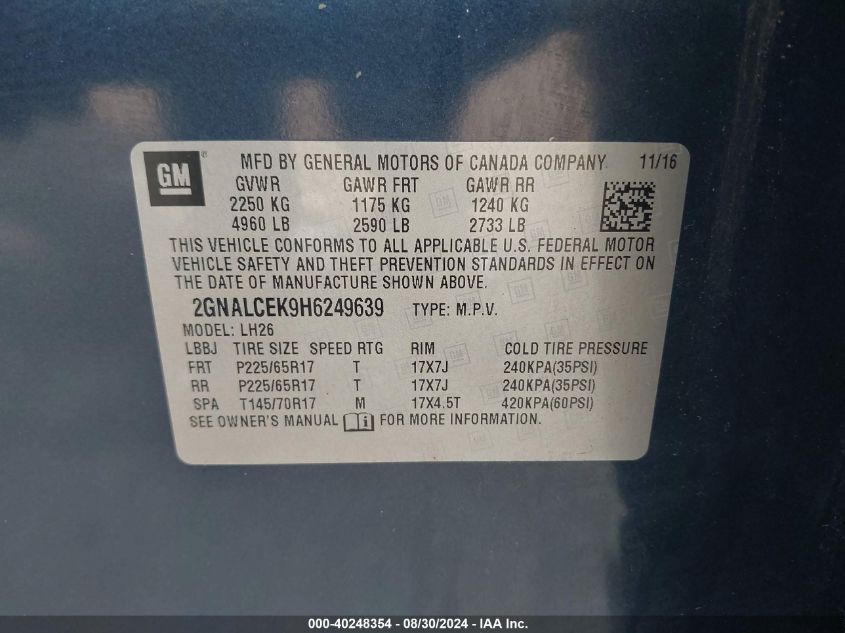 GM ® MFD BY GENERAL MOTORS OF CANADA COMPANY 11/16
GVWR GAWR FRT GAWR RR
2250 KG 1175 KG 1240 KG
4960 LB 2590 LB 2733 LB
THIS VEHICLE CONFORMS TO ALL APPLICABLE U.S. FEDERAL MOTOR
VEHICLE SAFETY AND THEFT PREVENTION STANDARDS IN EFFECT ON
THE DATE OF MANUFACTURE SHOWN ABOVE.
2GNALCEK9H6249639 TYPE: M.P.V.
MODEL: LH26
LBBJ TIRE SIZE SPEED RTG RIM COLD TIRE PRESSURE
FRT P225/65R17 T 17X7J 240KPA(35PSI)
RR P225/65R17 T 17X7J 240KPA(35PSI)
SPA T145/70R17 M 17X4.5T 420KPA(60PSI)
SEE OWNER'S MANUAL i FOR MORE INFORMATION.
000-40248354 - 08/30/2024 - IAA Inc.